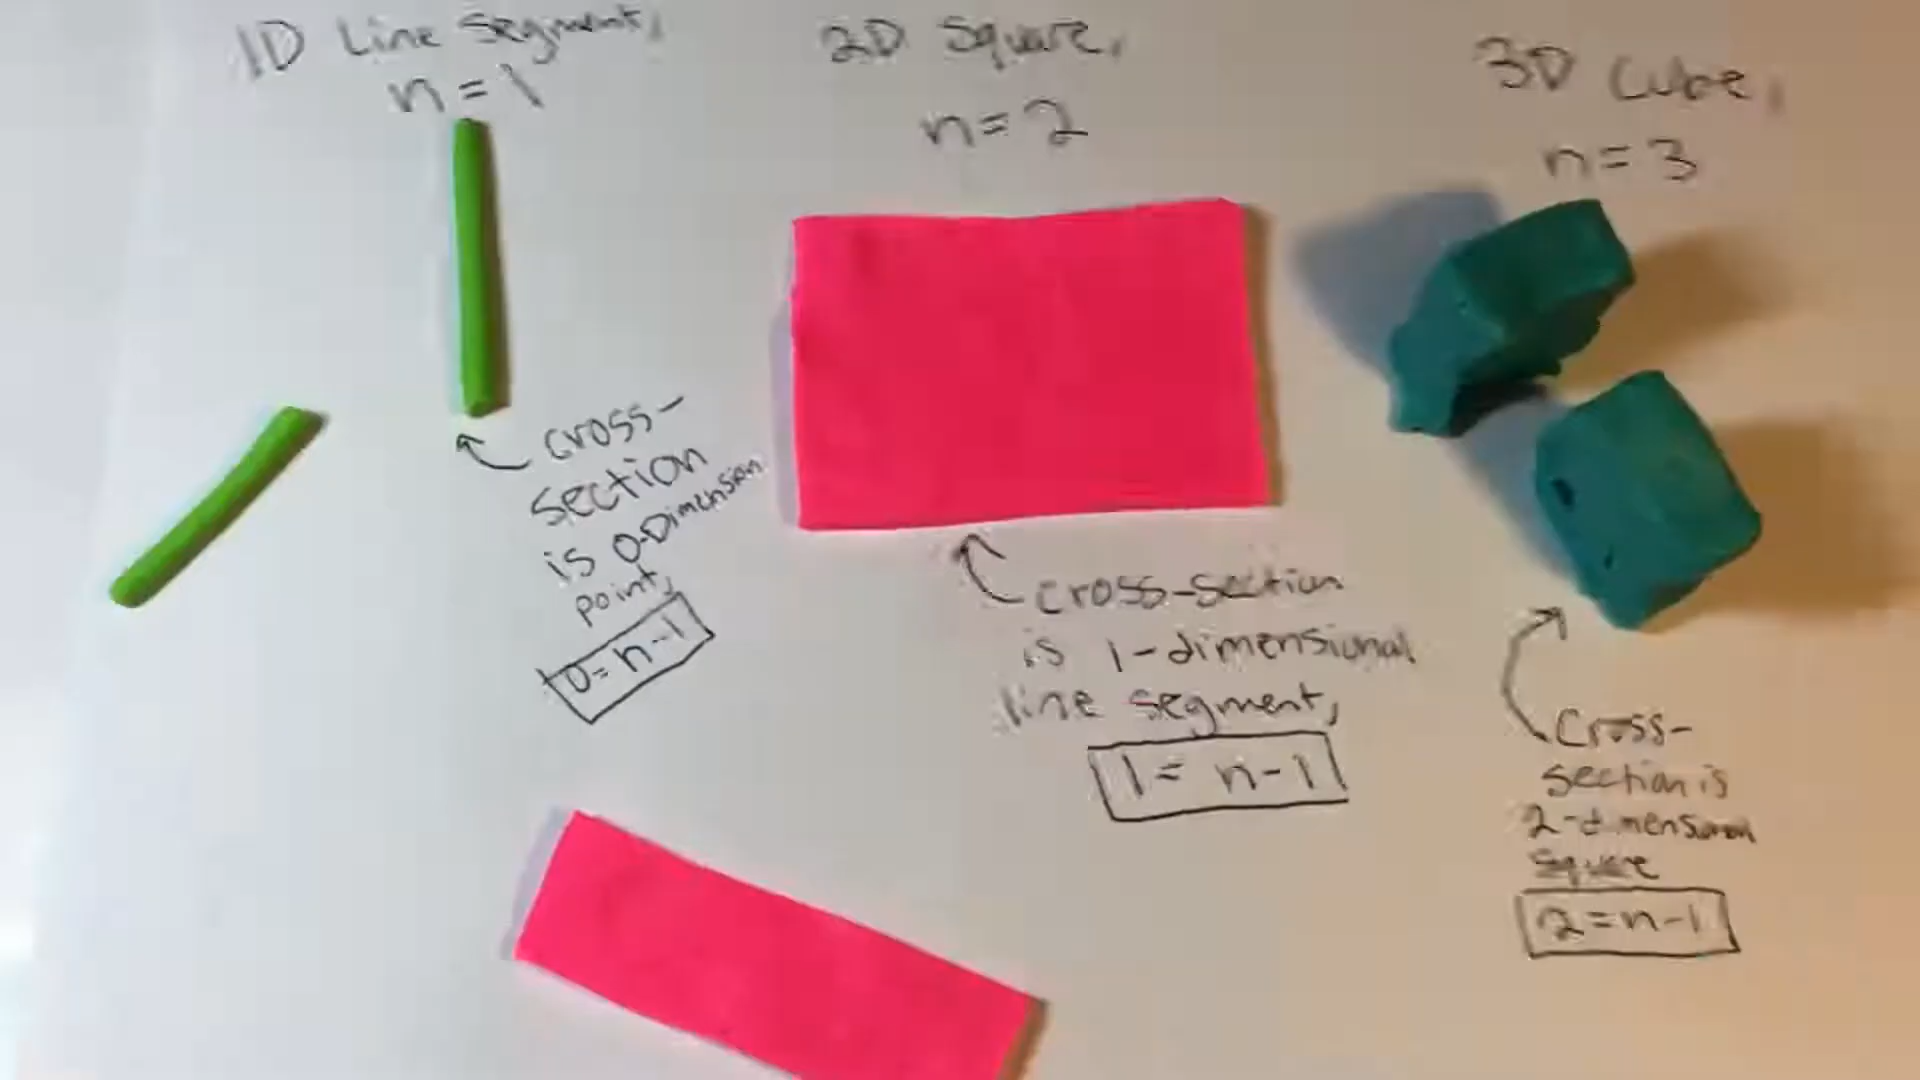 1D Line Segment,
n = 1
cross-
section
is 0-Dimension
point,
0 = n-1
2D Square,
n = 2
cross-section
is 1-dimensional
line segment,
1 = n-1
3D Cube,
n = 3
Cross-
section is
2-dimensional
square
2 = n-1